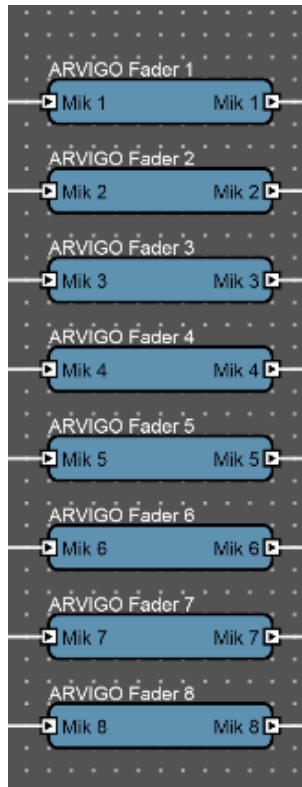 ARVIGO Fader 1
Mik 1 Mik 1
ARVIGO Fader 2
Mik 2 Mik 2
ARVIGO Fader 3
Mik 3 Mik 3
ARVIGO Fader 4
Mik 4 Mik 4
ARVIGO Fader 5
Mik 5 Mik 5
ARVIGO Fader 6
Mik 6 Mik 6
ARVIGO Fader 7
Mik 7 Mik 7
ARVIGO Fader 8
Mik 8 Mik 8